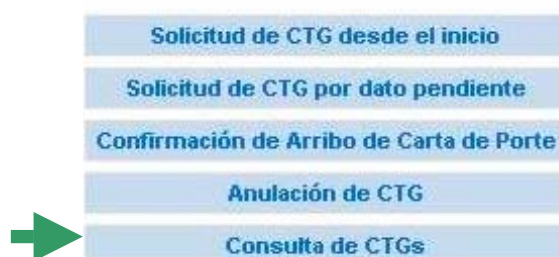 Solicitud de CTG desde el inicio
Solicitud de CTG por dato pendiente
Confirmación de Arribo de Carta de Porte
Anulación de CTG
Consulta de CTGs